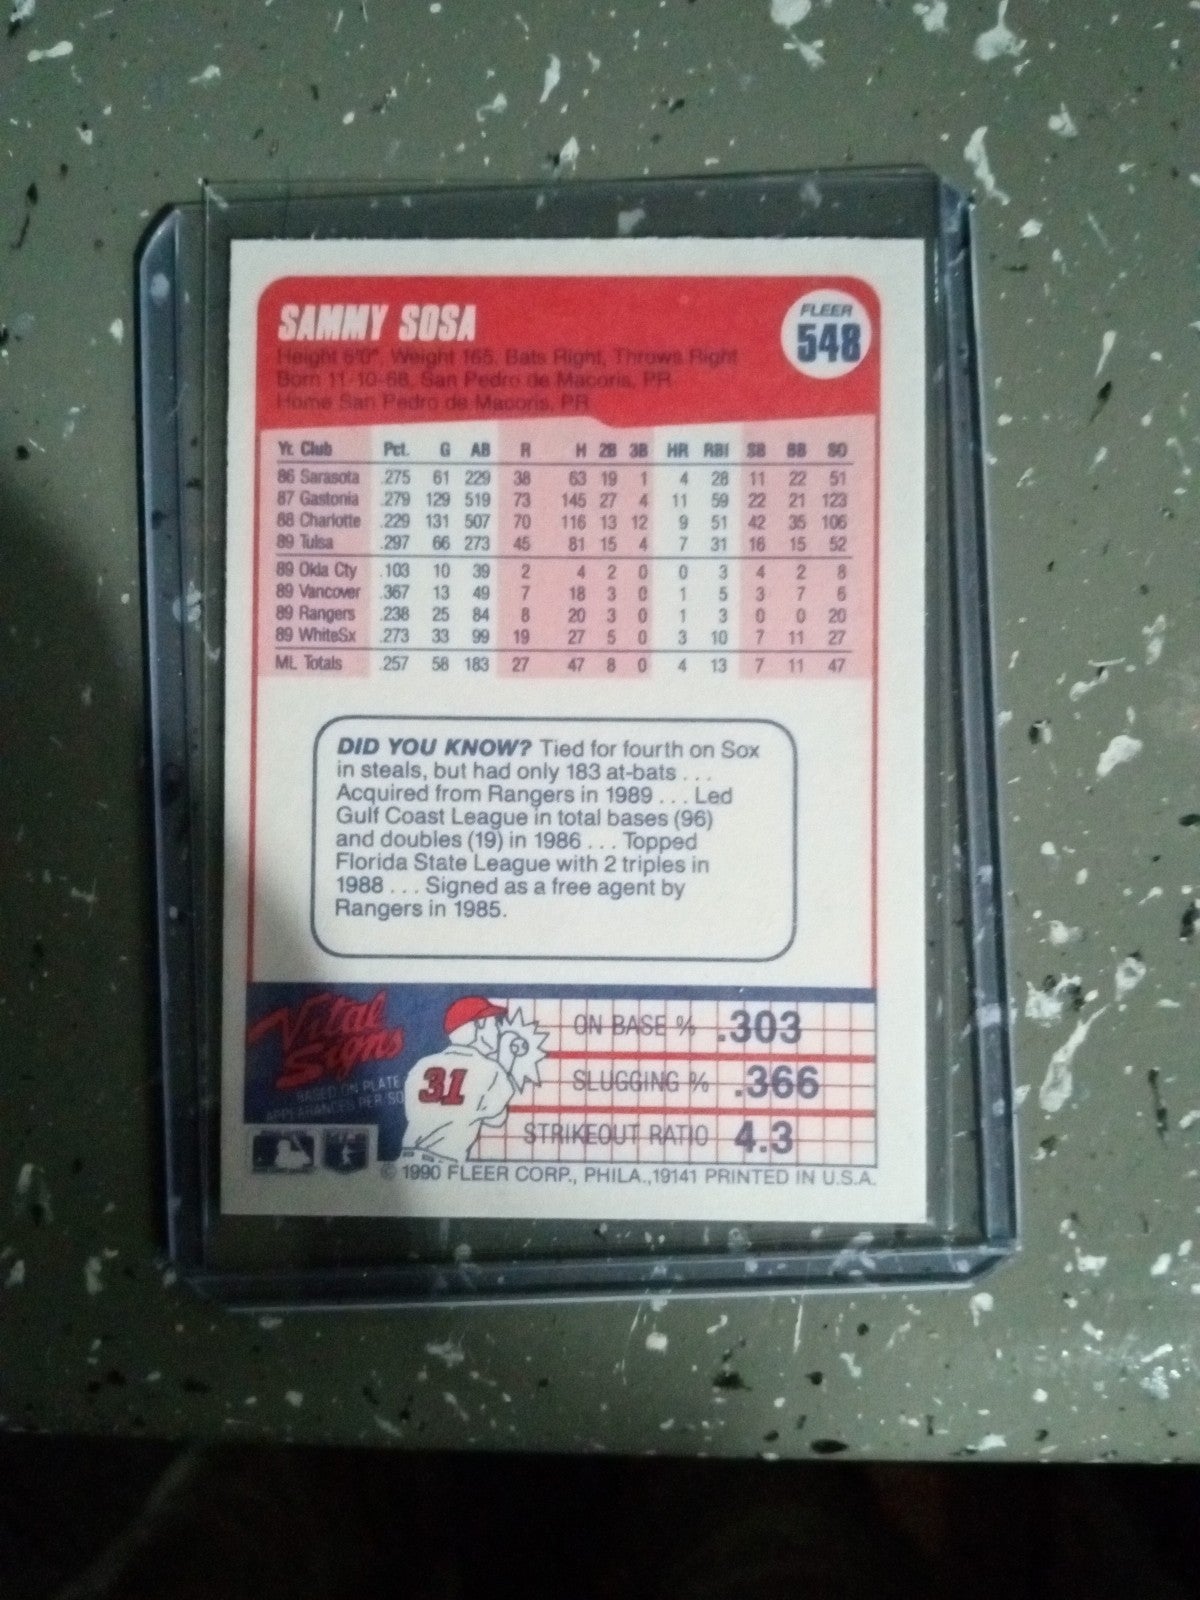 SAMMY SOSA
FLEER
548
Height 6'0", Weight 165, Bats Right, Throws Right
Born 11-10-68, San Pedro de Macoris, PR
Home San Pedro de Macoris, PR
Yr. Club Pct. G AB R H 2B 3B HR RBI SB BB SO
86 Sarasota .275 61 229 38 63 19 1 4 28 11 22 51
87 Gastonia .279 129 519 73 145 27 4 11 59 22 21 123
88 Charlotte .229 131 507 70 116 13 12 9 51 42 35 106
89 Tulsa .297 66 273 45 81 15 4 7 31 16 15 52
89 Okla Cty .103 10 39 2 4 2 0 0 3 4 2 8
89 Vancover .367 13 49 7 18 3 0 1 5 3 7 6
89 Rangers .238 25 84 8 20 3 0 1 3 0 0 20
89 WhiteSx .273 33 99 19 27 5 0 3 10 7 11 27
ML Totals .257 58 183 27 47 8 0 4 13 7 11 47
DID YOU KNOW? Tied for fourth on Sox
in steals, but had only 183 at-bats . . .
Acquired from Rangers in 1989 . . . Led
Gulf Coast League in total bases (96)
and doubles (19) in 1986 . . . Topped
Florida State League with 2 triples in
1988 . . . Signed as a free agent by
Rangers in 1985.
Vital
Signs
BASED ON PLATE
APPEARANCES PER SO
31
ON BASE % .303
SLUGGING % .366
STRIKEOUT RATIO 4.3
© 1990 FLEER CORP., PHILA.,19141 PRINTED IN U.S.A.